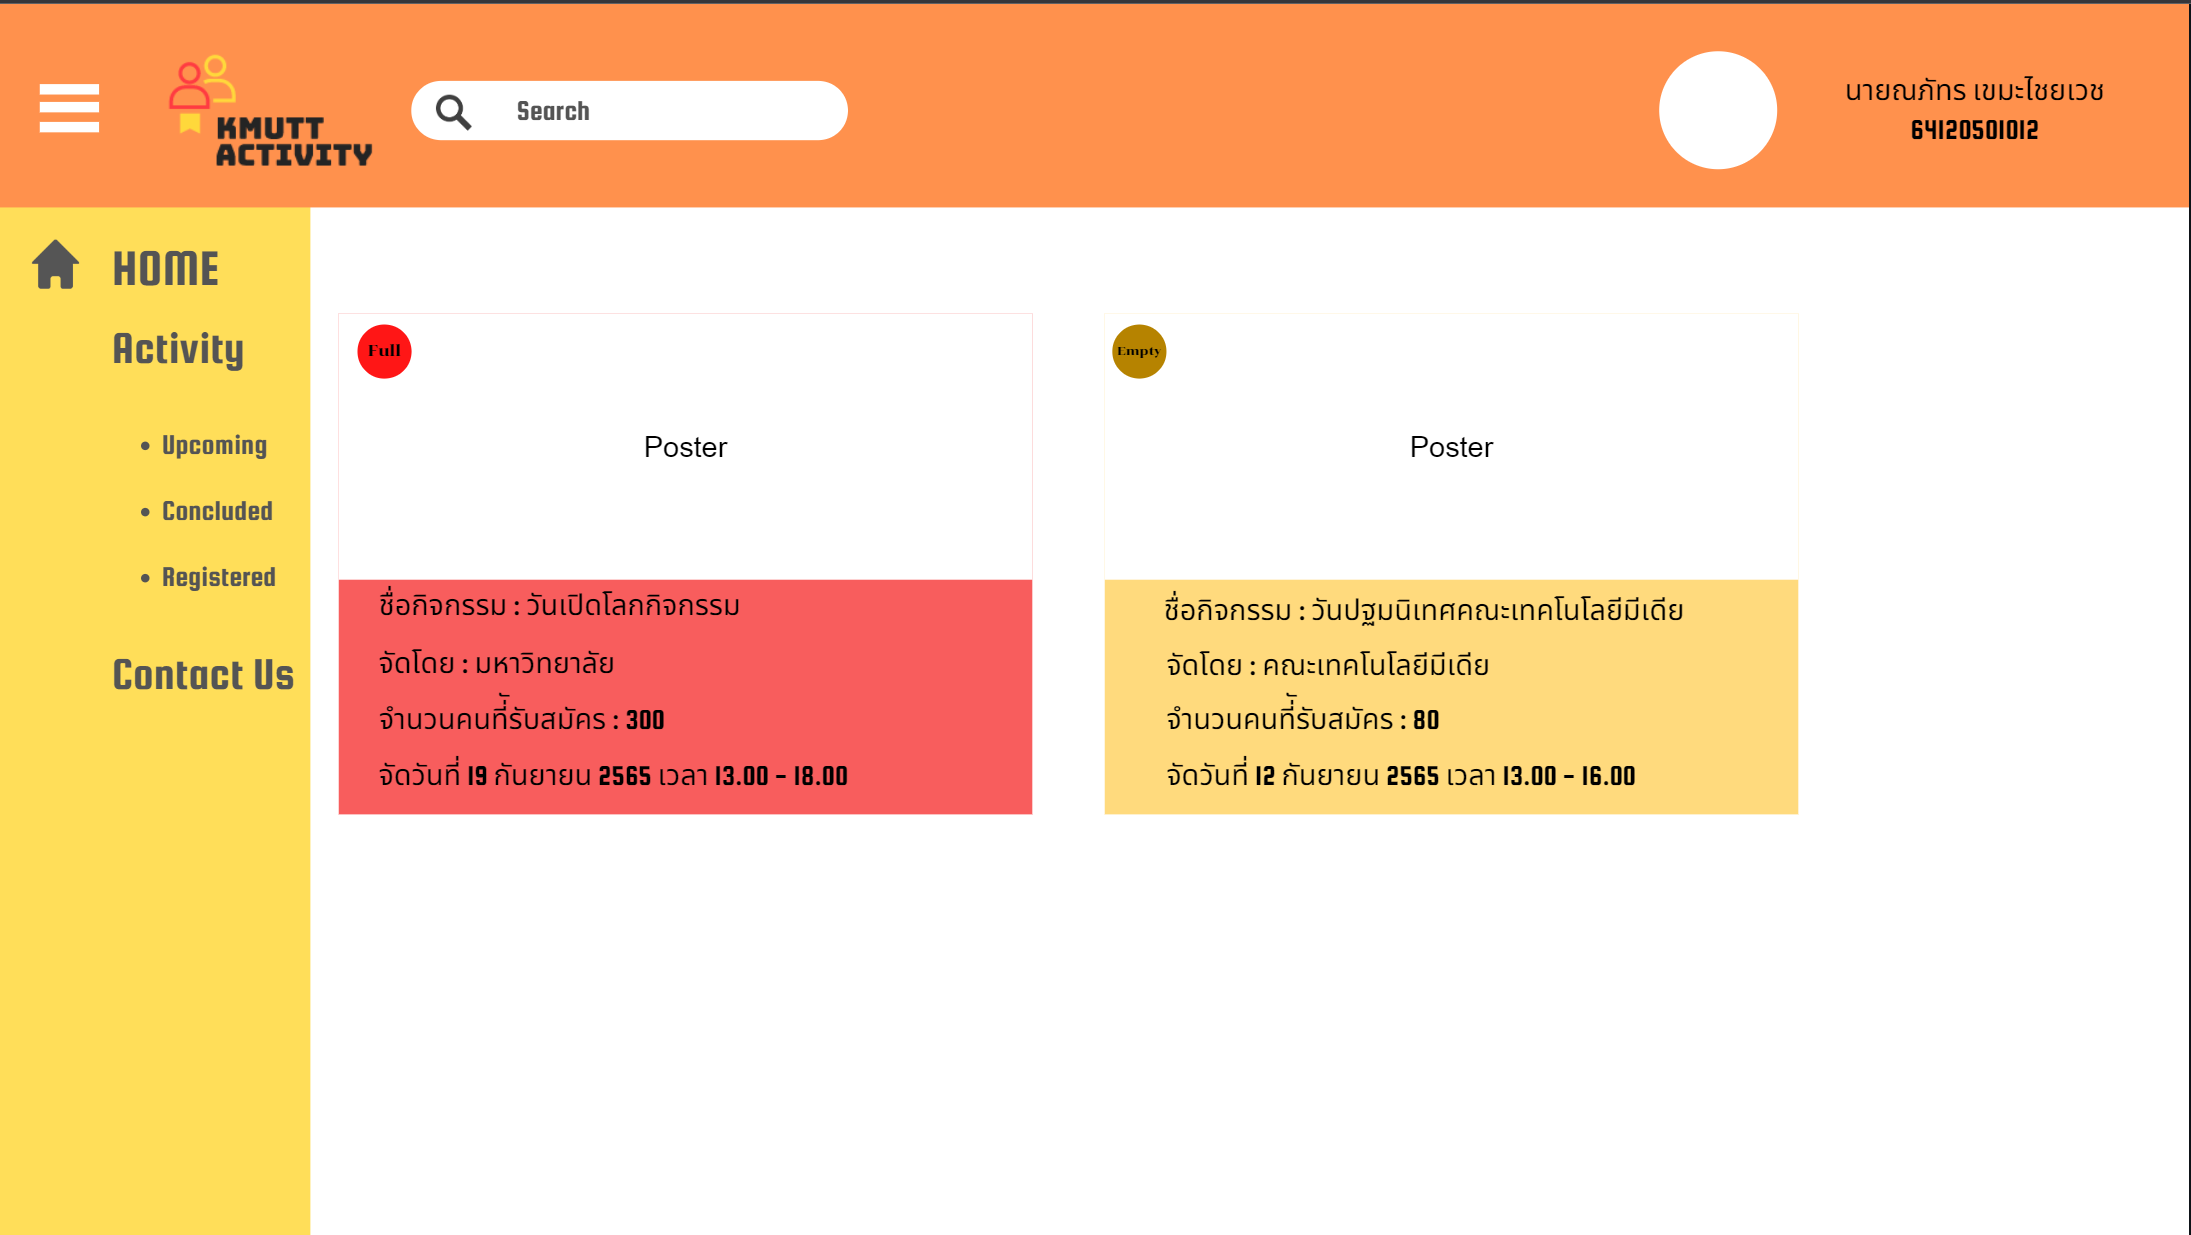 KMUTT
ACTIVITY
Search
นายณภัทร เขมะไชยเวช
64120501012
HOME
Activity
• Upcoming
• Concluded
• Registered
Contact Us
Full
Poster
ชื่อกิจกรรม : วันเปิดโลกกิจกรรม
จัดโดย : มหาวิทยาลัย
จำนวนคนที่ัรับสมัคร : 300
จัดวันที่ 19 กันยายน 2565 เวลา 13.00 - 18.00
Empty
Poster
ชื่อกิจกรรม : วันปฐมนิเทศคณะเทคโนโลยีมีเดีย
จัดโดย : คณะเทคโนโลยีมีเดีย
จำนวนคนที่ัรับสมัคร : 80
จัดวันที่ 12 กันยายน 2565 เวลา 13.00 - 16.00